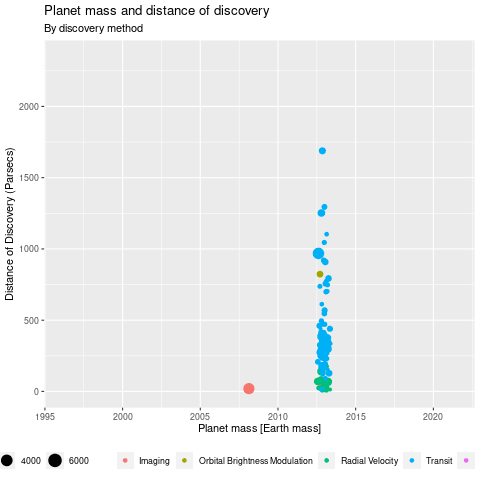 Planet mass and distance of discovery
By discovery method
Distance of Discovery (Parsecs)
2000
1500
1000
500
0
1995 2000 2005 2010 2015 2020
Planet mass [Earth mass]
4000 6000 Imaging Orbital Brightness Modulation Radial Velocity Transit